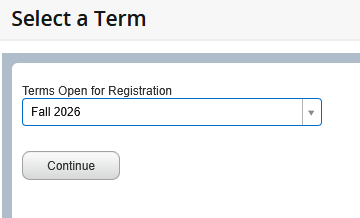 Select a Term
Terms Open for Registration
Fall 2026
Continue